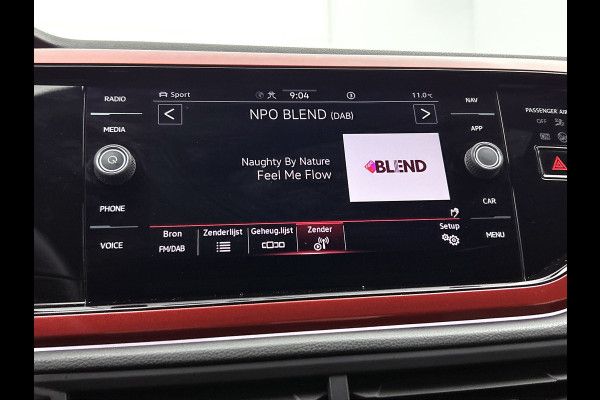 RADIO
MEDIA
PHONE
VOICE
Sport
9:04
11.0°C
NPO BLEND (DAB)
Naughty By Nature
Feel Me Flow
BLEND
Bron
FM/DAB
Zenderlijst
Geheug.lijst
Zender
Setup
NAV
APP
CAR
MENU
PASSENGER AIR
OFF